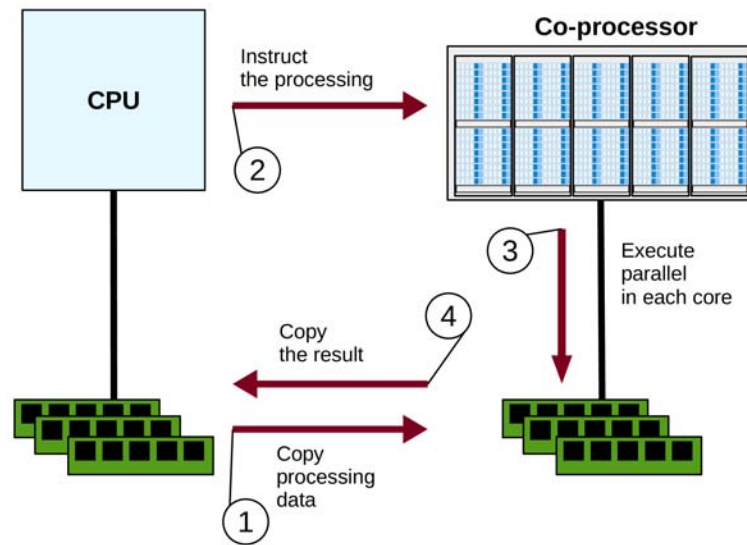 Co-processor
Instruct
the processing
CPU
2
3
Execute
parallel
in each core
4
Copy
the result
Copy
processing
data
1